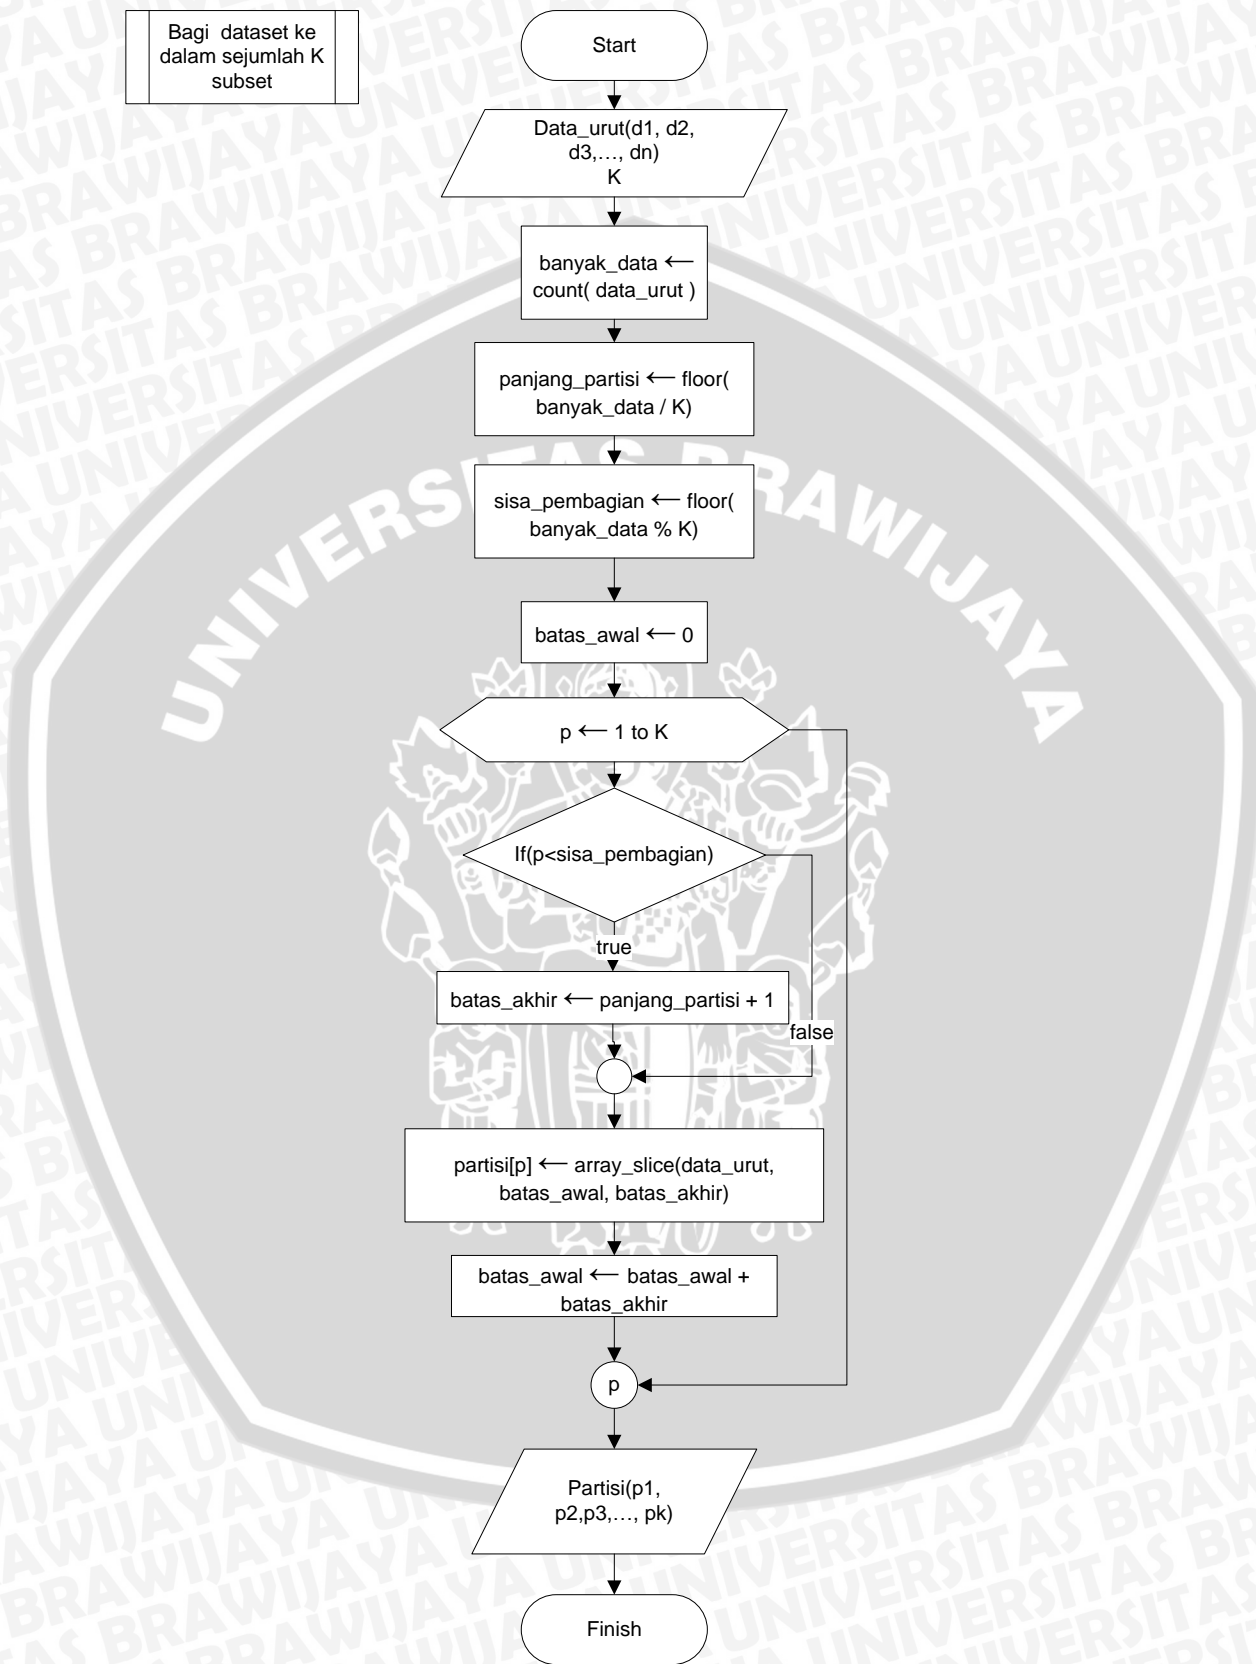 Bagi dataset ke
dalam sejumlah K
subset
Start
Data_urut(d1, d2,
d3,…, dn)
K
banyak_data ←
count( data_urut )
panjang_partisi ← floor(
banyak_data / K)
sisa_pembagian ← floor(
banyak_data % K)
UNIVERSITAS BRAWIJAYA
batas_awal ← 0
p ← 1 to K
If(p<sisa_pembagian)
true
batas_akhir ← panjang_partisi + 1
false
partisi[p] ← array_slice(data_urut,
batas_awal, batas_akhir)
batas_awal ← batas_awal +
batas_akhir
p
Partisi(p1,
p2,p3,…, pk)
Finish